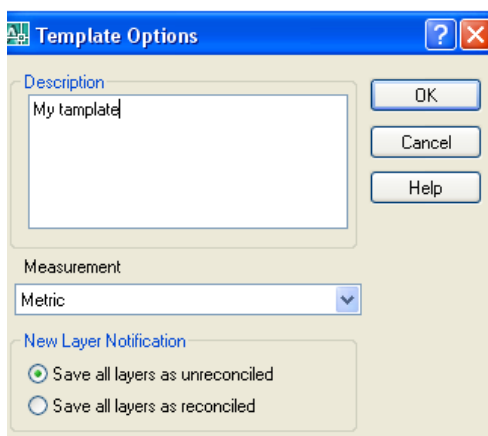 Template Options
Description
My tamplate
OK
Cancel
Help
Measurement
Metric
New Layer Notification
Save all layers as unreconciled
Save all layers as reconciled